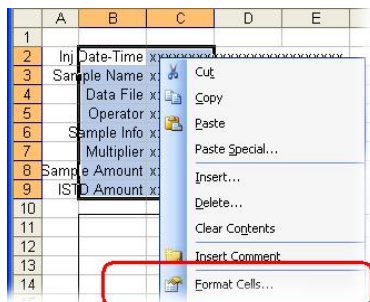 A B C D E
1
2 Inj Date-Time xxxxxxxxxxxxxxxxxxxxxxxx
3 Sample Name
4 Data File
5 Operator
6 Sample Info
7 Multiplier
8 Sample Amount
9 ISTD Amount
10
11
12
13
14
Cut
Copy
Paste
Paste Special...
Insert...
Delete...
Clear Contents
Insert Comment
Format Cells...